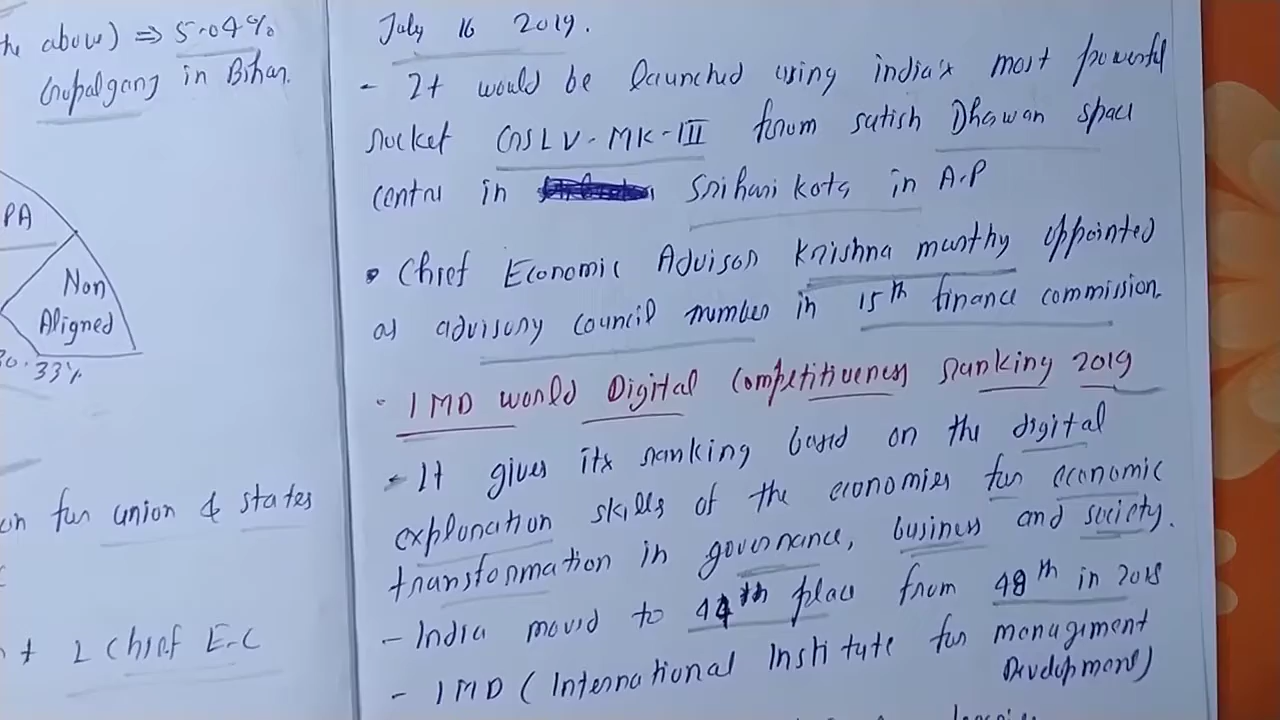 the above) ⇒ 5.04%
Gopalganj in Bihar.
PA
Non
Aligned
30.33%
on for union & states
+ 2 Chief E-C
July 16 2019.
- It would be launched using india's most powerful
rocket GSLV-MK-III from satish Dhawan space
centre in Srihari kota in A.P
• Chief Economic Advisor Krishna murthy appointed
as advisory council member in 15th finance commission.
• IMD world Digital Competitiveness ranking 2019
- It gives its ranking based on the digital
exploration skills of the economies for economic
transformation in governance, business and society.
- India moved to 44th place from 48th in 2018
- IMD (International Institute for management
Development)